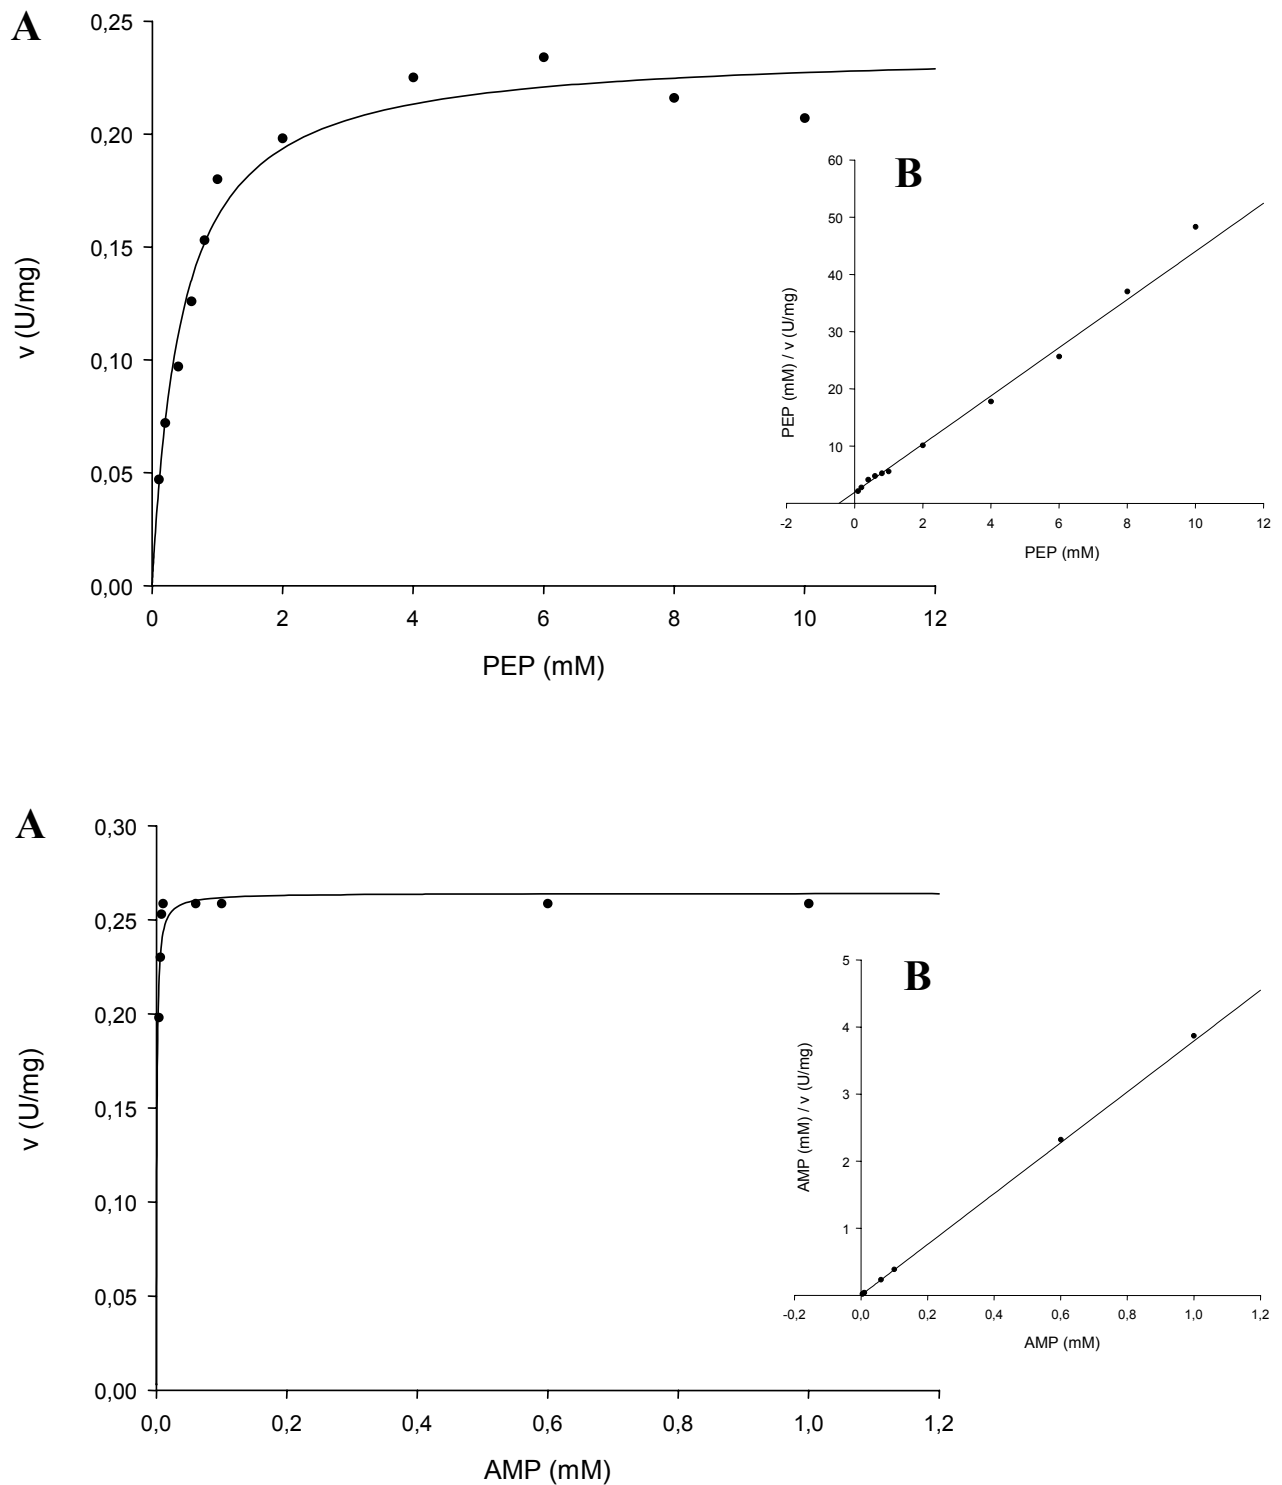 A
0,25
0,20
0,15
0,10
0,05
0,00
v (U/mg)
0 2 4 6 8 10 12
PEP (mM)
B
60
50
40
30
20
10
PEP (mM) / v (U/mg)
-2 0 2 4 6 8 10 12
PEP (mM)
A
0,30
0,25
0,20
0,15
0,10
0,05
0,00
v (U/mg)
0,0 0,2 0,4 0,6 0,8 1,0 1,2
AMP (mM)
B
5
4
3
2
1
AMP (mM) / v (U/mg)
-0,2 0,0 0,2 0,4 0,6 0,8 1,0 1,2
AMP (mM)